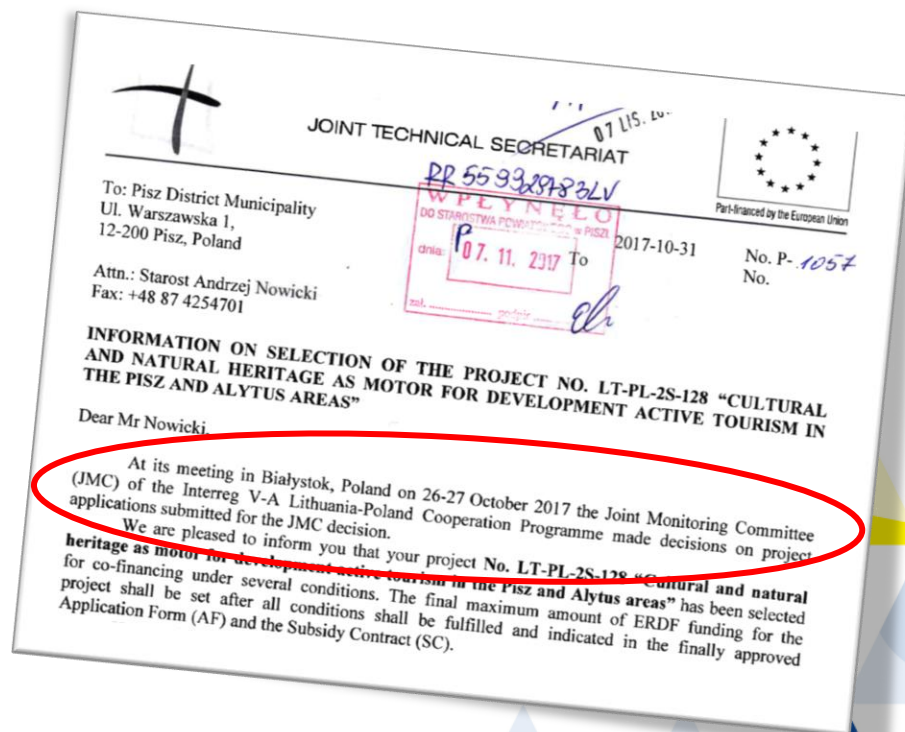 JOINT TECHNICAL SECRETARIAT
07 LIS.
RR 559928783LV
Part-financed by the European Union
WPŁYNĘŁO
DO STAROSTWA POWIATOWEGO w PISZU
dnia: 07. 11. 2017
zał. podpis
To: Pisz District Municipality
Ul. Warszawska 1,
12-200 Pisz, Poland
To 2017-10-31 No. P- 1057
No.
Attn.: Starost Andrzej Nowicki
Fax: +48 87 4254701
INFORMATION ON SELECTION OF THE PROJECT NO. LT-PL-2S-128 “CULTURAL
AND NATURAL HERITAGE AS MOTOR FOR DEVELOPMENT ACTIVE TOURISM IN
THE PISZ AND ALYTUS AREAS”
Dear Mr Nowicki,
At its meeting in Białystok, Poland on 26-27 October 2017 the Joint Monitoring Committee
(JMC) of the Interreg V-A Lithuania-Poland Cooperation Programme made decisions on project
applications submitted for the JMC decision.
We are pleased to inform you that your project No. LT-PL-2S-128 “Cultural and natural
heritage as motor for development active tourism in the Pisz and Alytus areas” has been selected
for co-financing under several conditions. The final maximum amount of ERDF funding for the
project shall be set after all conditions shall be fulfilled and indicated in the finally approved
Application Form (AF) and the Subsidy Contract (SC).